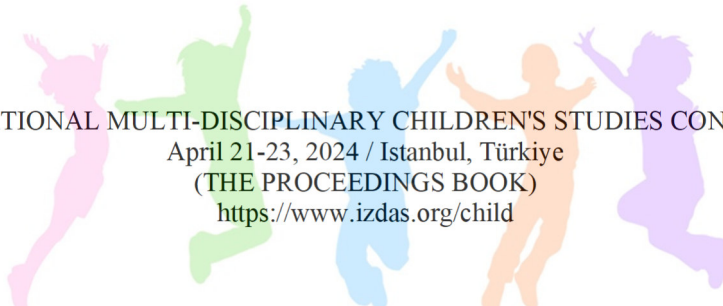 TIONAL MULTI-DISCIPLINARY CHILDREN'S STUDIES CON
April 21-23, 2024 / Istanbul, Türkiye
(THE PROCEEDINGS BOOK)
https://www.izdas.org/child